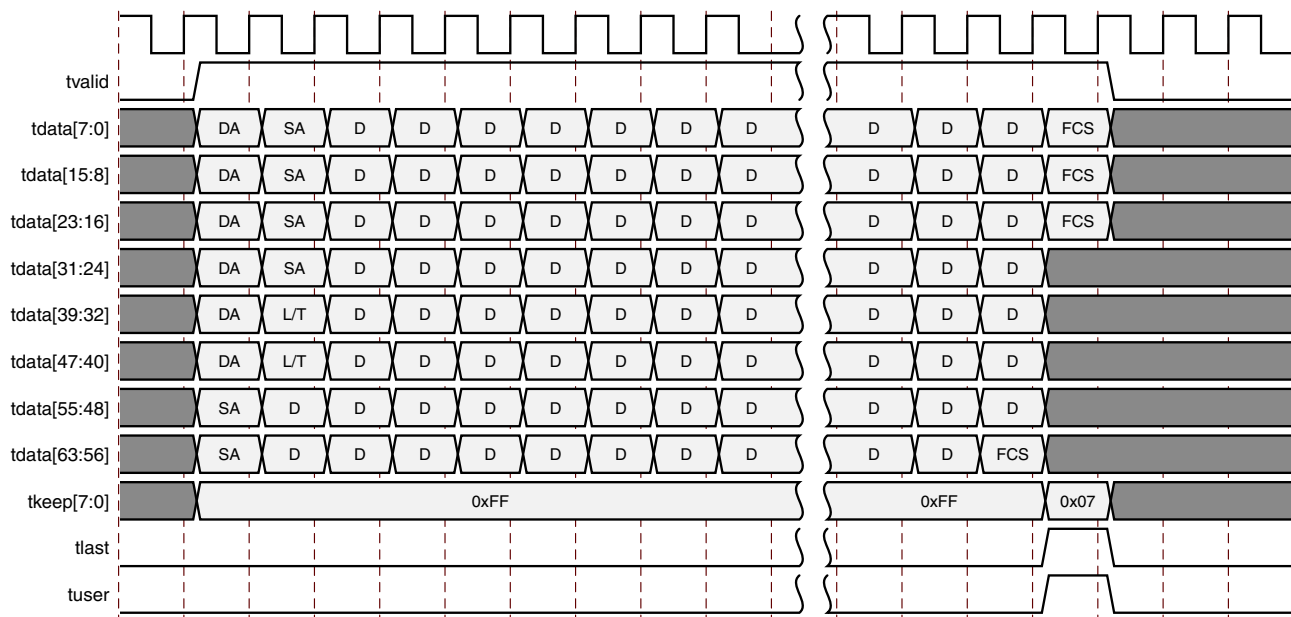 tvalid
tdata[7:0] DA SA D D D D D D D D D D FCS
tdata[15:8] DA SA D D D D D D D D D D FCS
tdata[23:16] DA SA D D D D D D D D D D FCS
tdata[31:24] DA SA D D D D D D D D D D
tdata[39:32] DA L/T D D D D D D D D D D
tdata[47:40] DA L/T D D D D D D D D D D
tdata[55:48] SA D D D D D D D D D D D
tdata[63:56] SA D D D D D D D D D D FCS
tkeep[7:0] 0xFF 0xFF 0x07
tlast
tuser